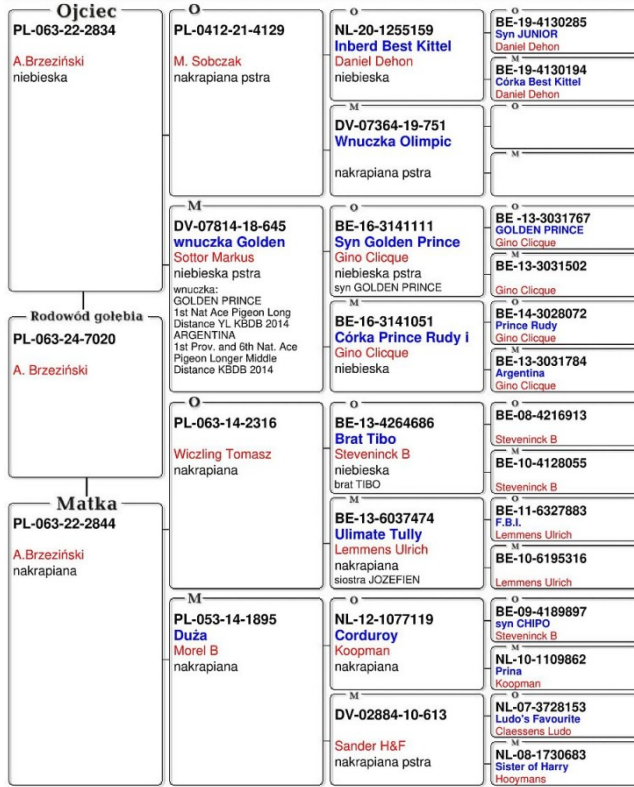 Ojciec
PL-063-22-2834
A.Brzeziński
niebieska
Rodowód gołębia
PL-063-24-7020
A. Brzeziński
Matka
PL-063-22-2844
A.Brzeziński
nakrapiana
O
PL-0412-21-4129
M. Sobczak
nakrapiana pstra
M
DV-07814-18-645
wnuczka Golden
Sottor Markus
niebieska pstra
wnuczka:
GOLDEN PRINCE
1st Nat Ace Pigeon Long
Distance YL KBDB 2014
ARGENTINA
1st Prov. and 6th Nat. Ace
Pigeon Longer Middle
Distance KBDB 2014
O
PL-063-14-2316
Wiczling Tomasz
nakrapiana
M
PL-053-14-1895
Duża
Morel B
nakrapiana
O
NL-20-1255159
Inberd Best Kittel
Daniel Dehon
niebieska
M
DV-07364-19-751
Wnuczka Olimpic
nakrapiana pstra
O
BE-16-3141111
Syn Golden Prince
Gino Clicque
niebieska pstra
syn GOLDEN PRINCE
M
BE-16-3141051
Córka Prince Rudy i
Gino Clicque
niebieska
O
BE-13-4264686
Brat Tibo
Steveninck B
niebieska
brat TIBO
M
BE-13-6037474
Ulimate Tully
Lemmens Ulrich
nakrapiana
siostra JOZEFIEN
O
NL-12-1077119
Corduroy
Koopman
nakrapiana
M
DV-02884-10-613
Sander H&F
nakrapiana pstra
O
BE-19-4130285
Syn JUNIOR
Daniel Dehon
M
BE-19-4130194
Córka Best Kittel
Daniel Dehon
O
M
O
BE -13-3031767
GOLDEN PRINCE
Gino Clicque
M
BE-13-3031502
Gino Clicque
O
BE-14-3028072
Prince Rudy
Gino Clicque
M
BE-13-3031784
Argentina
Gino Clicque
O
BE-08-4216913
Steveninck B
M
BE-10-4128055
Steveninck B
O
BE-11-6327883
F.B.I.
Lemmens Ulrich
M
BE-10-6195316
Lemmens Ulrich
O
BE-09-4189897
syn CHIPO
Steveninck B
M
NL-10-1109862
Prina
Koopman
O
NL-07-3728153
Ludo's Favourite
Claessens Ludo
M
NL-08-1730683
Sister of Harry
Hooymans